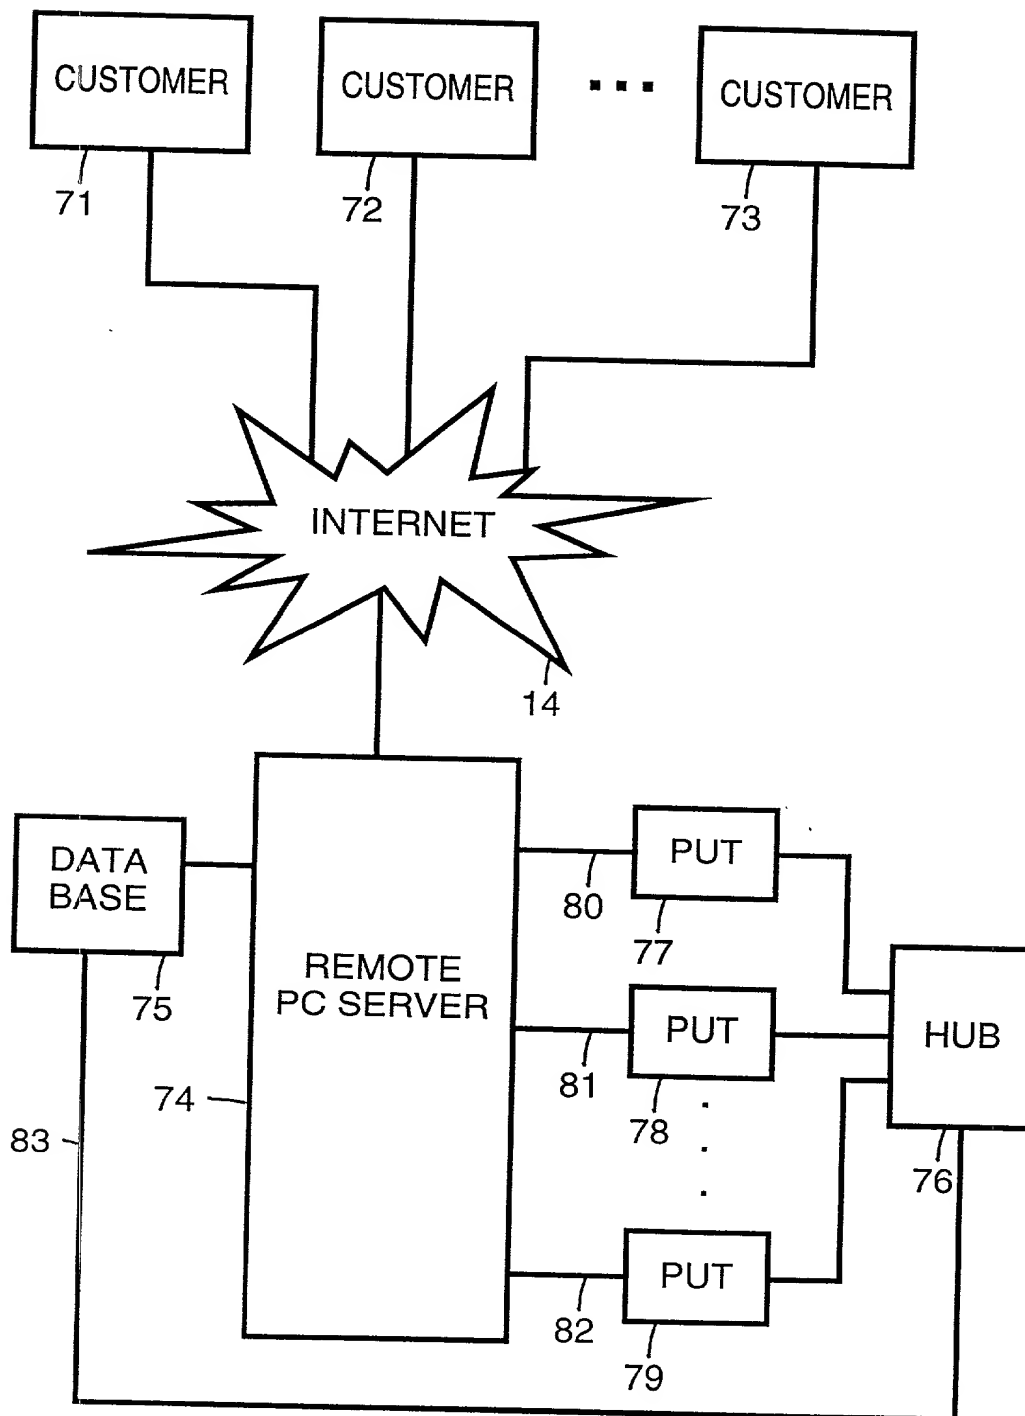 CUSTOMER
CUSTOMER
CUSTOMER
71
72
73
INTERNET
14
DATA
BASE
75
REMOTE
PC SERVER
74
83
PUT
80
77
PUT
81
78
PUT
82
79
HUB
76